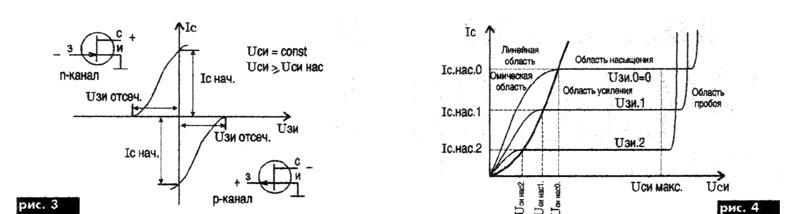 Ic
З
С
И
+
−
n-канал
Uси = const
Uси ≥ Uси нас
Iс нач.
Uзи отсеч.
Uзи
Uзи отсеч.
Iс нач.
+
З
С
И
−
p-канал
рис. 3
Ic
Линейная
область
Омическая
область
Область насыщения
Iс.нас.0
Uзи.0=0
Область усиления
Область
пробоя
Iс.нас.1
Uзи.1
Iс.нас.2
Uзи.2
Uси нас2.
Uси нас1.
Uси нас0.
Uси макс.
Uси
рис. 4